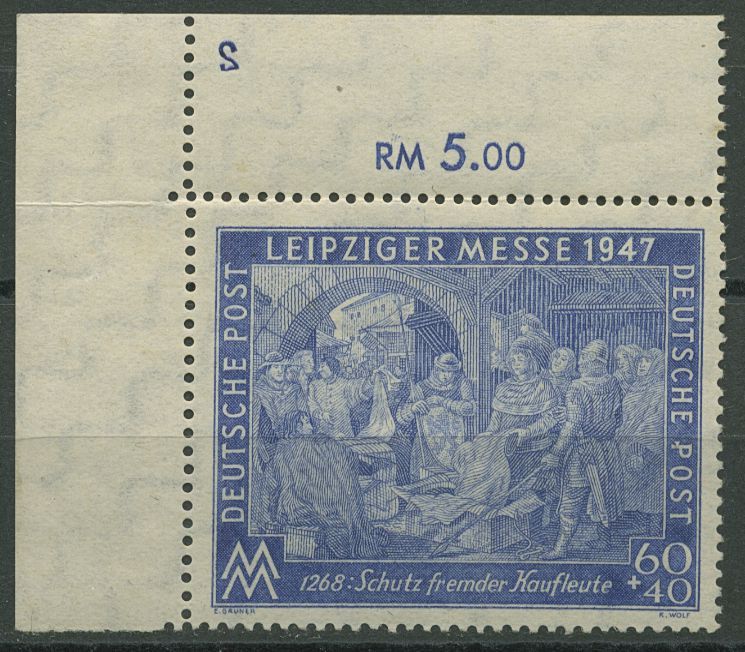 2
RM 5.00
LEIPZIGER MESSE 1947
DEUTSCHE POST
DEUTSCHE POST
MM
1268: Schutz fremder Kaufleute
60
+40
E. GRUNER
K. WOLF